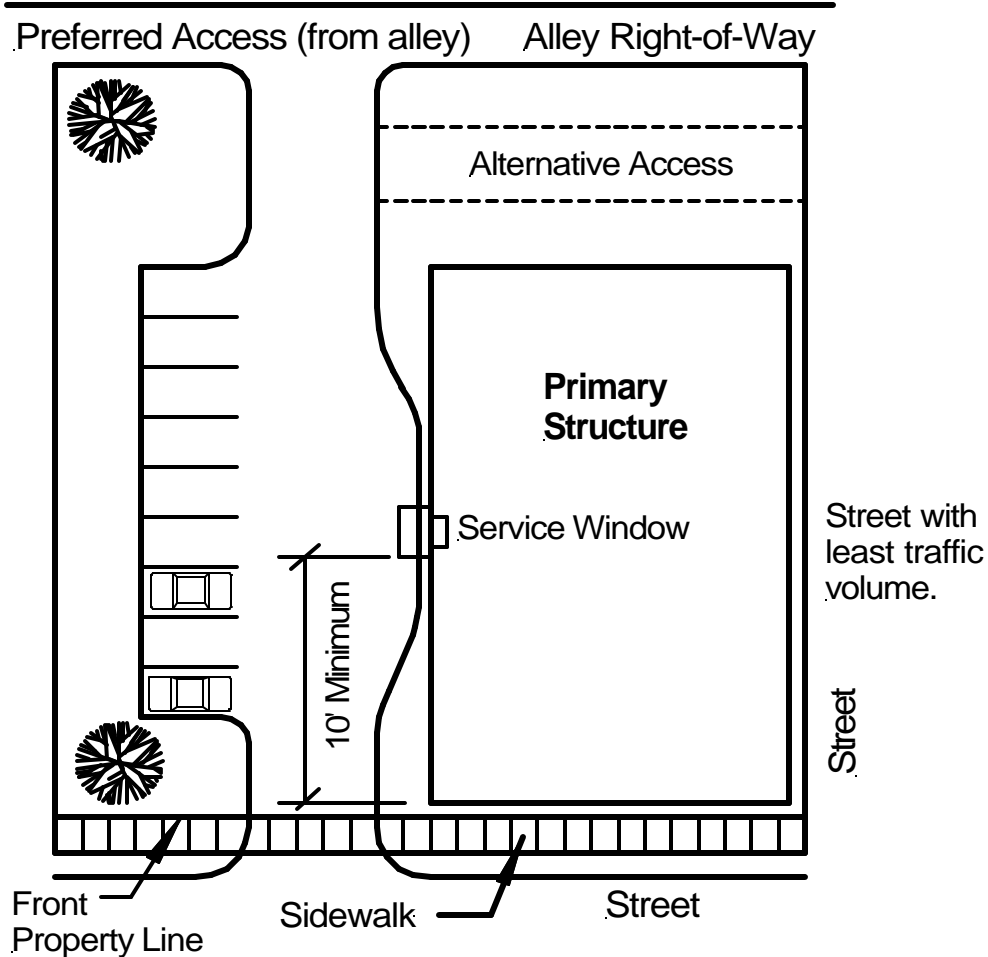 Preferred Access (from alley)
Alley Right-of-Way
Alternative Access
Primary
Structure
Service Window
Street with
least traffic
volume.
10' Minimum
Street
Front
Property Line
Sidewalk
Street